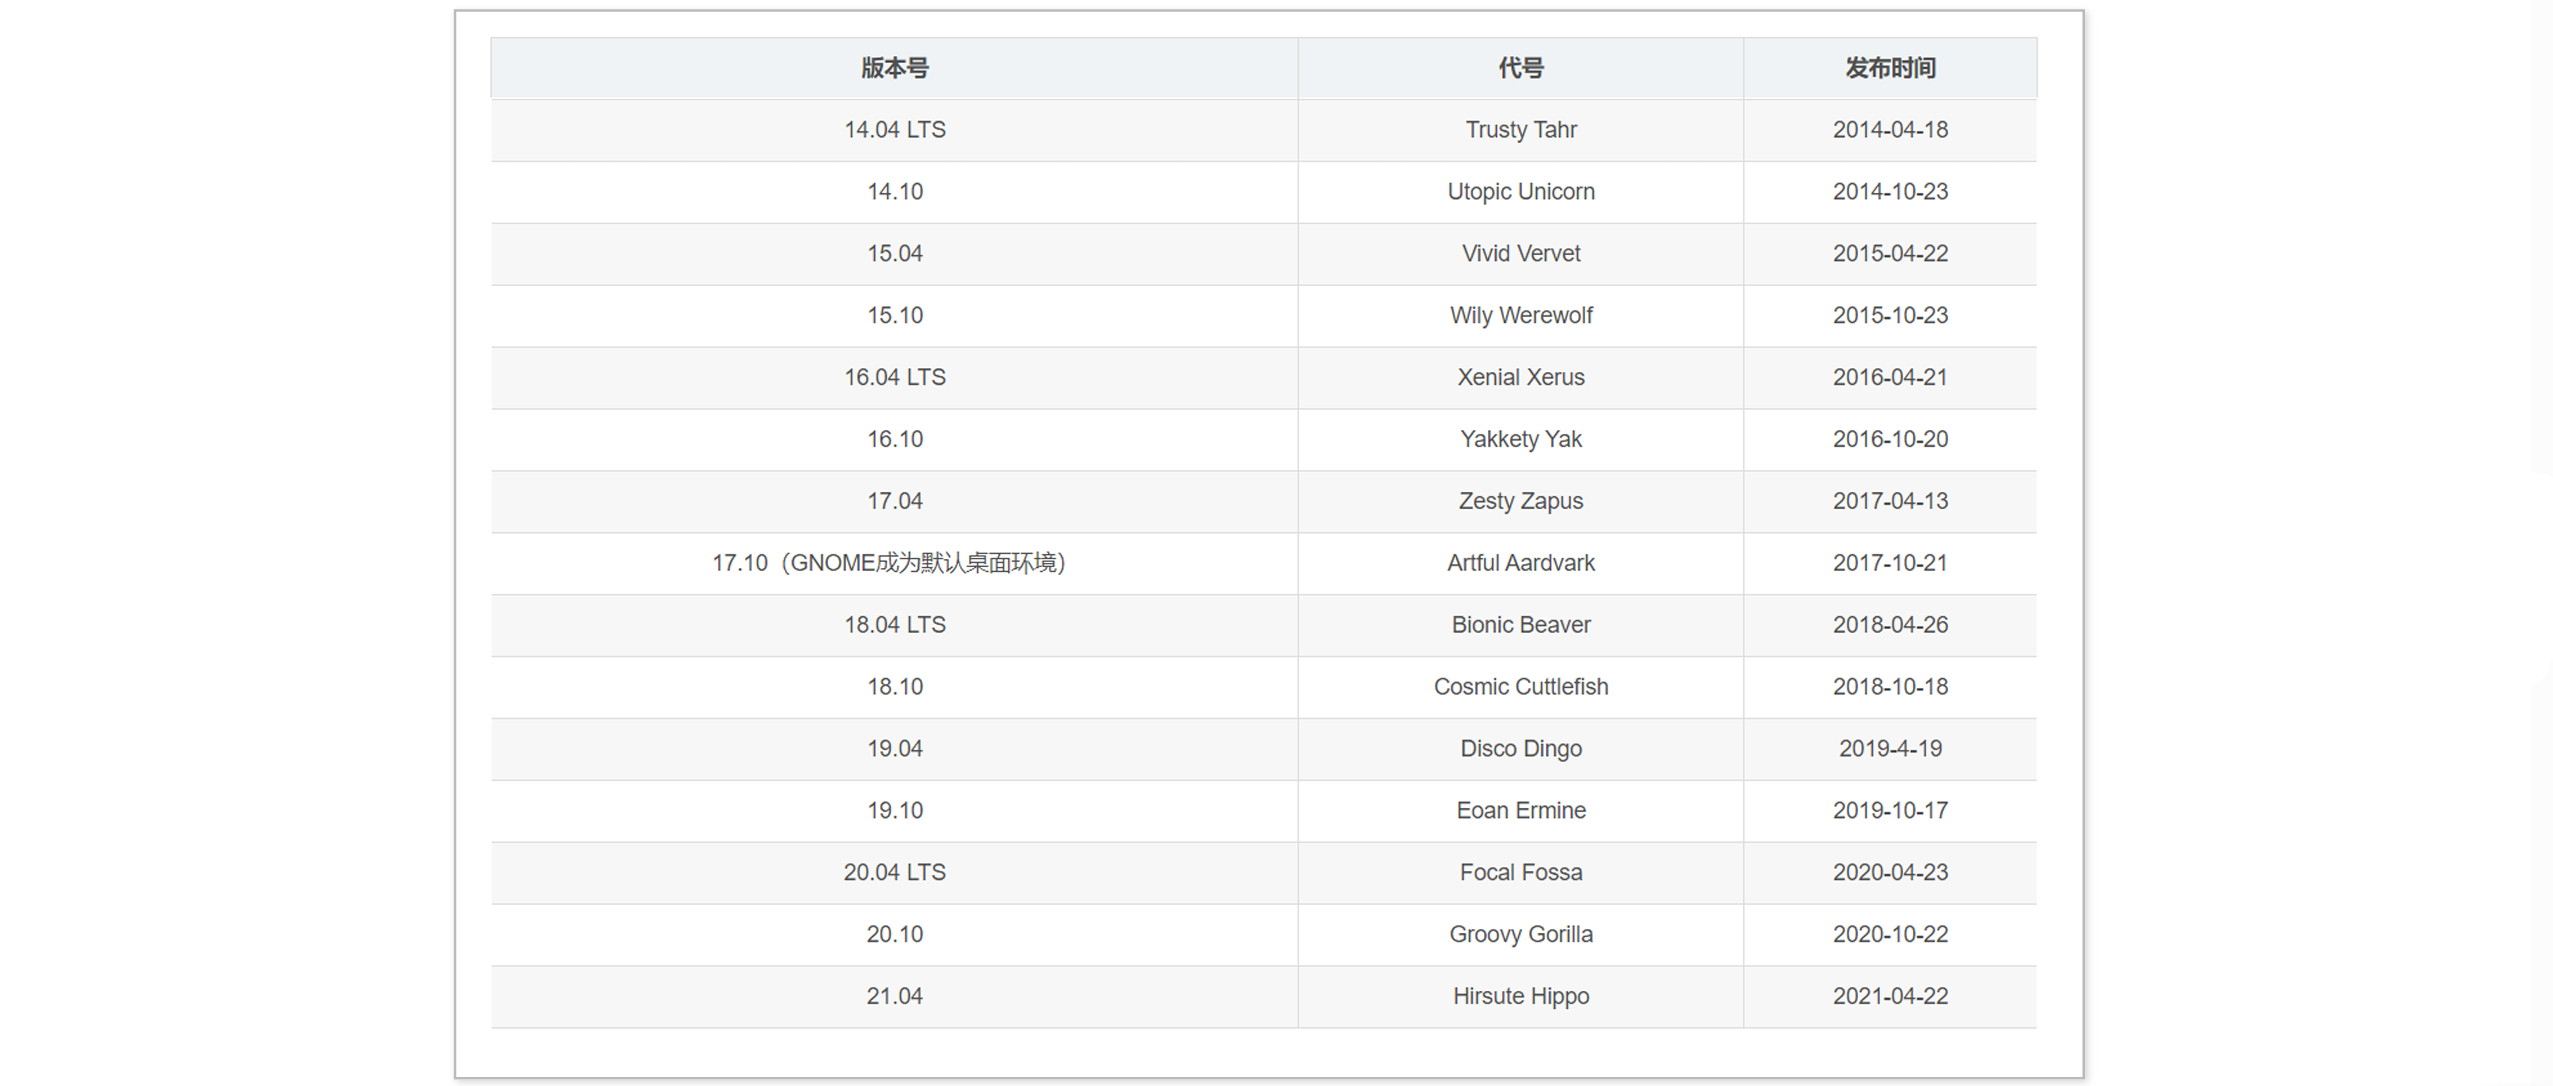 版本号 代号 发布时间
14.04 LTS Trusty Tahr 2014-04-18
14.10 Utopic Unicorn 2014-10-23
15.04 Vivid Vervet 2015-04-22
15.10 Wily Werewolf 2015-10-23
16.04 LTS Xenial Xerus 2016-04-21
16.10 Yakkety Yak 2016-10-20
17.04 Zesty Zapus 2017-04-13
17.10（GNOME成为默认桌面环境） Artful Aardvark 2017-10-21
18.04 LTS Bionic Beaver 2018-04-26
18.10 Cosmic Cuttlefish 2018-10-18
19.04 Disco Dingo 2019-4-19
19.10 Eoan Ermine 2019-10-17
20.04 LTS Focal Fossa 2020-04-23
20.10 Groovy Gorilla 2020-10-22
21.04 Hirsute Hippo 2021-04-22